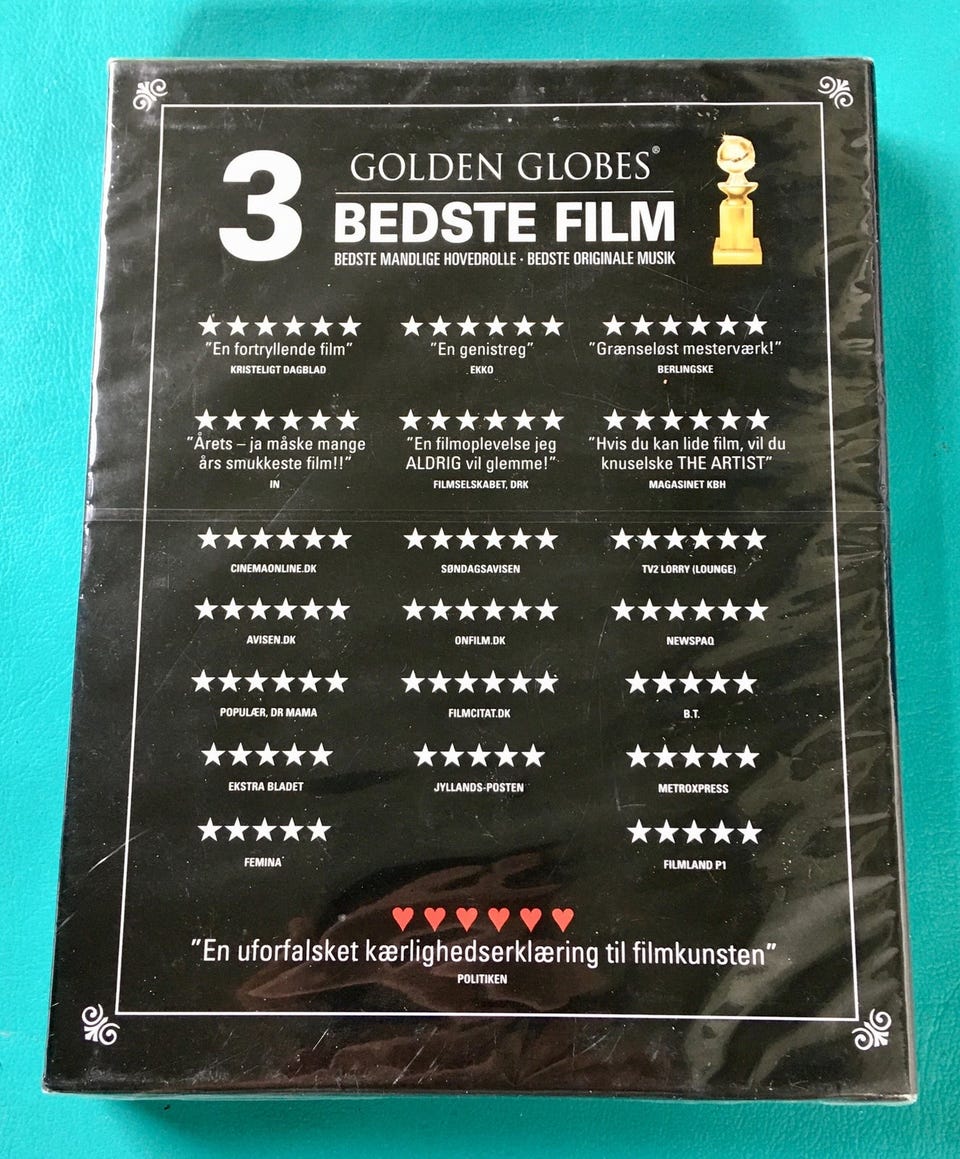 3
GOLDEN GLOBES®
BEDSTE FILM
BEDSTE MANDLIGE HOVEDROLLE · BEDSTE ORIGINALE MUSIK
”En fortryllende film”
KRISTELIGT DAGBLAD
”En genistreg”
EKKO
”Grænseløst mesterværk!”
BERLINGSKE
”Årets – ja måske mange
års smukkeste film!!”
IN
”En filmoplevelse jeg
ALDRIG vil glemme!”
FILMSELSKABET, DRK
”Hvis du kan lide film, vil du
knuselske THE ARTIST”
MAGASINET KBH
CINEMAONLINE.DK
SØNDAGSAVISEN
TV2 LORRY (LOUNGE)
AVISEN.DK
ONFILM.DK
NEWSPAQ
POPULÆR, DR MAMA
FILMCITAT.DK
B.T.
EKSTRA BLADET
JYLLANDS-POSTEN
METROXPRESS
FEMINA
FILMLAND P1
”En uforfalsket kærlighedserklæring til filmkunsten”
POLITIKEN